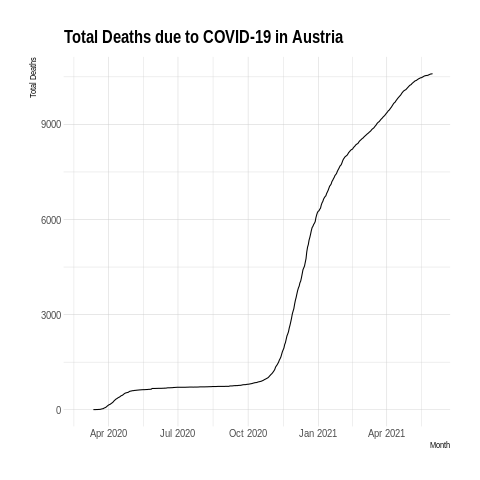 Total Deaths due to COVID-19 in Austria
Total Deaths
9000
6000
3000
0
Apr 2020 Jul 2020 Oct 2020 Jan 2021 Apr 2021
Month